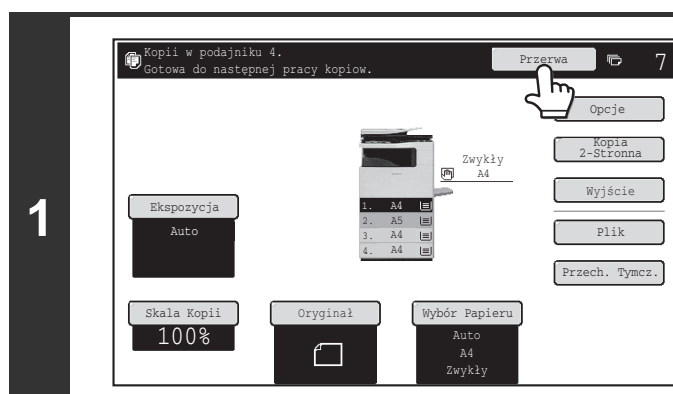 1
Kopii w podajniku 4.
Gotowa do następnej pracy kopiow.
Przerwa
7
Opcje
Kopia
2-Stronna
Wyjście
Plik
Przech. Tymcz.
Zwykły
A4
1. A4
2. A5
3. A4
4. A4
Ekspozycja
Auto
Skala Kopii
100%
Oryginał
Wybór Papieru
Auto
A4
Zwykły